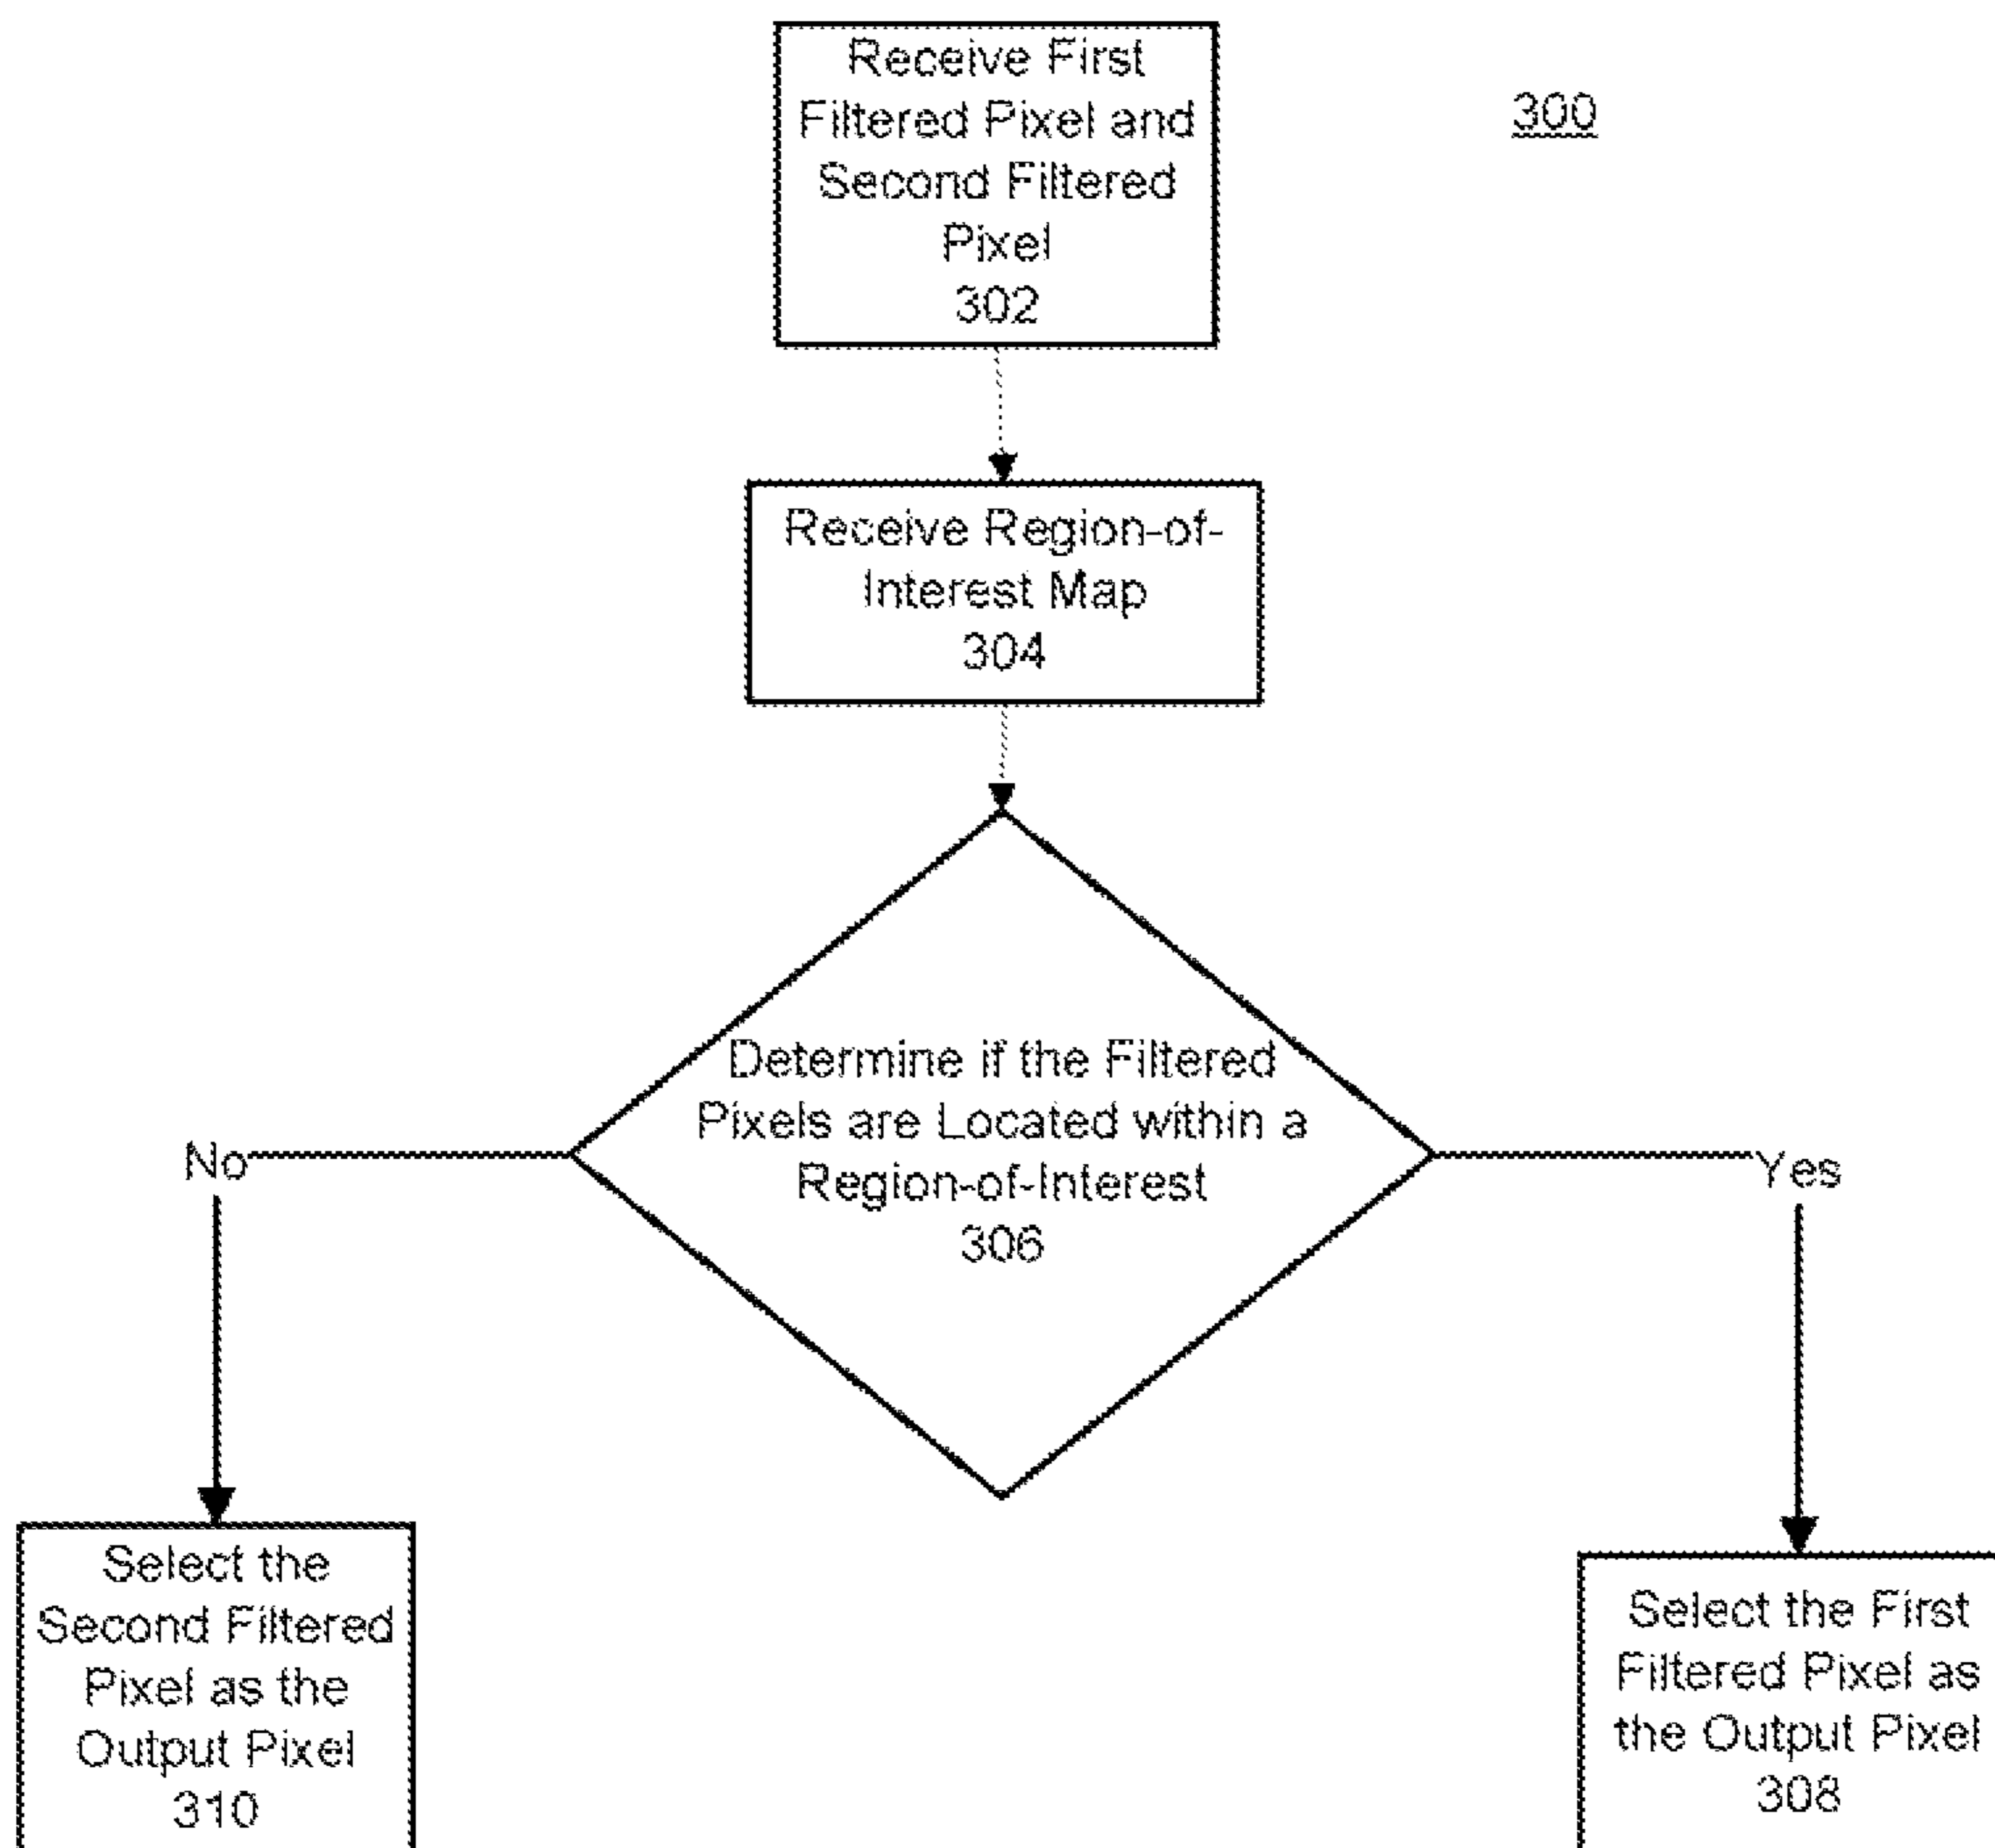 Receive First
Filtered Pixel and
Second Filtered
Pixel
302
300
Receive Region-of-
Interest Map
304
Determine if the Filtered
Pixels are Located within a
Region-of-Interest
306
No
Yes
Select the
Second Filtered
Pixel as the
Output Pixel
310
Select the First
Filtered Pixel as
the Output Pixel
308